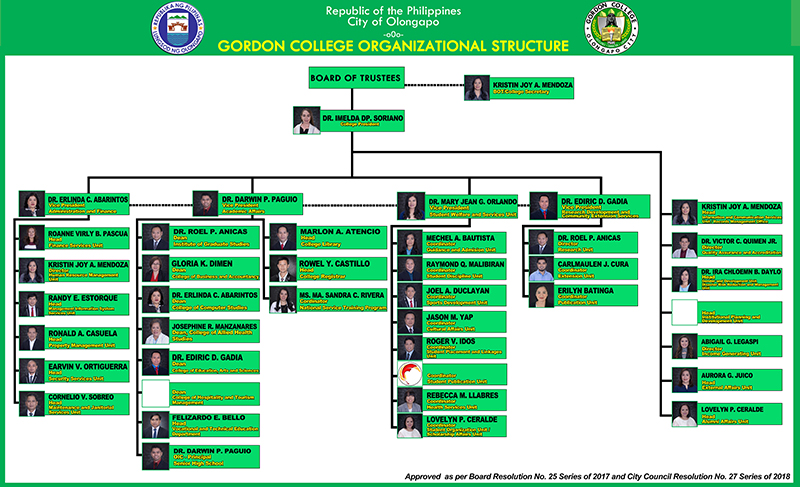 Republic of the Philippines
City of Olongapo
-o0o-
GORDON COLLEGE ORGANIZATIONAL STRUCTURE
REPUBLIKA NG PILIPINAS
LUNGSOD NG OLONGAPO
GORDON COLLEGE
OLONGAPO CITY
BOARD OF TRUSTEES
KRISTIN JOY A. MENDOZA
BOT/College Secretary
DR. IMELDA DP. SORIANO
College President
DR. ERLINDA C. ABARINTOS
Vice President
Administration and Finance
ROANNE VIRLY B. PASCUA
Head
Services Unit
KRISTIN JOY A. MENDOZA
Director
Human Resource Management
Unit
RANDY E. ESTORQUE
Head
Management Information System
Services Unit
RONALD A. CASUELA
Head
Property Management Unit
EARVIN V. ORTIGUERRA
Head
Security Services Unit
CORNELIO V. SOBREO
Head
Maintenance and Janitorial
Services Unit
DR. DARWIN P. PAGUIO
Vice President
Academic Affairs
DR. ROEL P. ANICAS
Dean
Institute of Graduate Studies
GLORIA K. DIMEN
Dean
College of Business and Accountancy
DR. ERLINDA C. ABARINTOS
Dean
College of Computer Studies
JOSEPHINE R. MANZANARES
Dean- College of Allied Health
Studies
DR. EDIRIC D. GADIA
Dean
College of Education Arts and Sciences
Dean
College of Hospitality and Tourism
Management
FELIZARDO E. BELLO
Head
Vocational and Technical Education
Department
DR. DARWIN P. PAGUIO
OIC - Principal
Senior High School
MARLON A. ATENCIO
Head
College Library
ROWEL Y. CASTILLO
Head
College Registrar
MS. MA. SANDRA C. RIVERA
Cordinator
National Service Training Program
DR. MARY JEAN G. ORLANDO
Vice President
Student Welfare and Services Unit
MECHEL A. BAUTISTA
Coordinator
Guidance and Admission Unit
RAYMOND Q. MALIBIRAN
Coordinator
Student Discipline Unit
JOEL A. DUCLAYAN
Coordinator
Sports Development Unit
JASON M. YAP
Coordinator
Cultural Affairs Unit
ROGER V. IDOS
Coordinator
Student Placement and Linkages
Unit
Coordinator
Student Publication Unit
REBECCA M. LLABRES
Coordinator
Health Services Unit
LOVELYN P. CERALDE
Coordinator
Student Organization Unit/
Scholarship Affairs Unit
DR. EDIRIC D. GADIA
Vice President
Research Development and
Community Extension Services
DR. ROEL P. ANICAS
Director
Research Unit
CARLMAULEN J. CURA
Coordinator
Extension Unit
ERILYN BATINGA
Coordinator
Publication Unit
KRISTIN JOY A. MENDOZA
Head
DR. VICTOR C. QUIMEN JR.
Director
Quality Assurance and Accreditation
DR. IRA CHLOEMH B. DAYLO
Head
Head
Institutional Planning and
Development Unit
ABIGAIL G. LEGASPI
Director
Income Generating Unit
AURORA G. JUICO
Head
External Affairs Unit
LOVELYN P. CERALDE
Head
Alumni Affairs Unit
Approved as per Board Resolution No. 25 Series of 2017 and City Council Resolution No. 27 Series of 2018